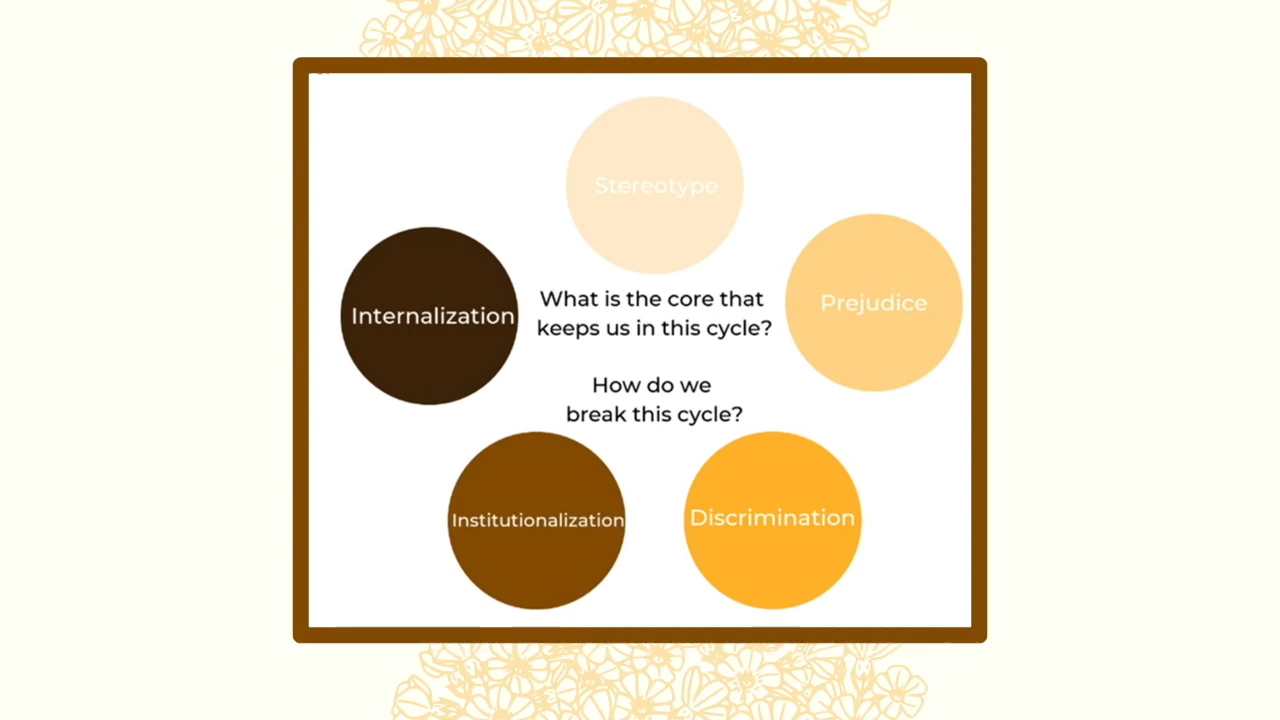 Stereotype
Prejudice
Internalization
What is the core that
keeps us in this cycle?
How do we
break this cycle?
Institutionalization
Discrimination